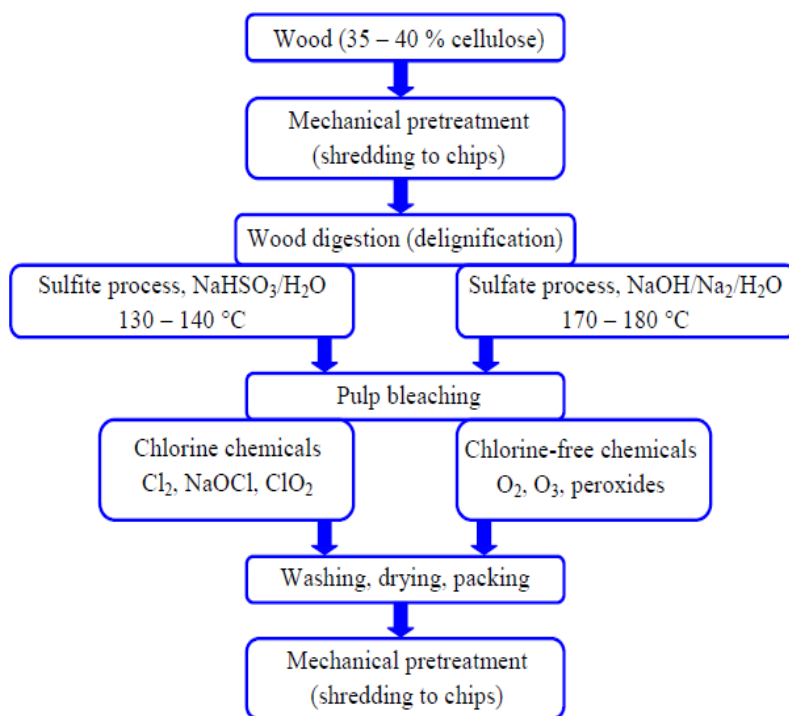 Wood (35 – 40 % cellulose)
Mechanical pretreatment
(shredding to chips)
Wood digestion (delignification)
Sulfite process, NaHSO₃/H₂O
130 – 140 °C
Sulfate process, NaOH/Na₂/H₂O
170 – 180 °C
Pulp bleaching
Chlorine chemicals
Cl₂, NaOCl, ClO₂
Chlorine-free chemicals
O₂, O₃, peroxides
Washing, drying, packing
Mechanical pretreatment
(shredding to chips)